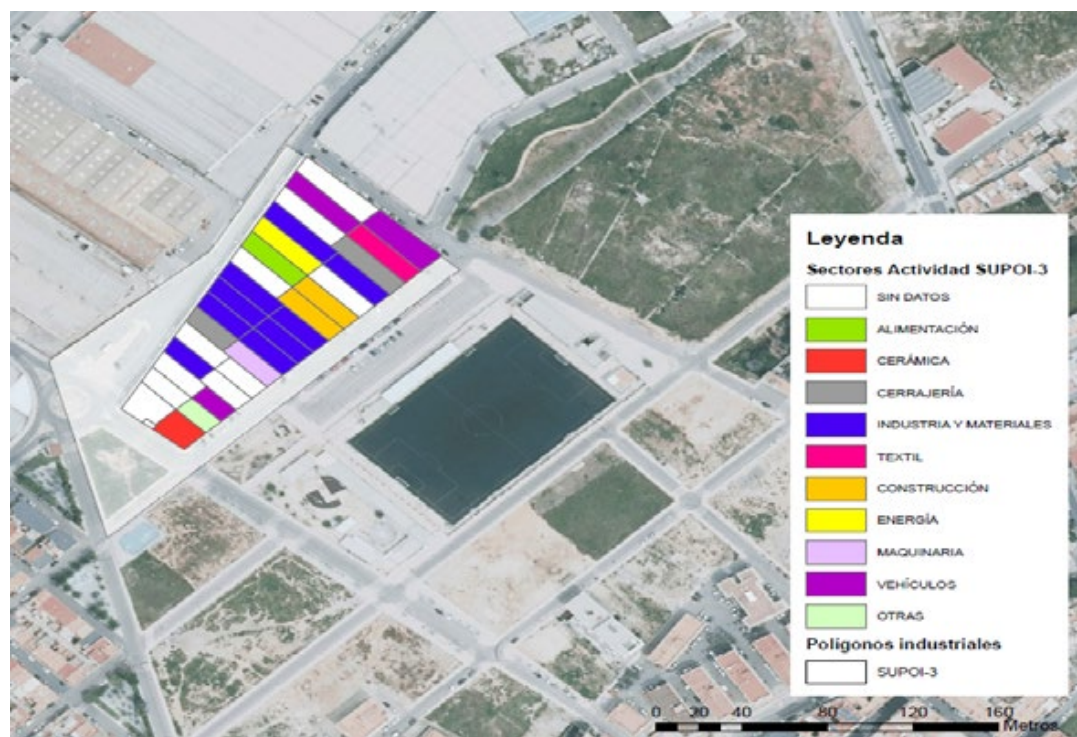 Leyenda
Sectores Actividad SUPOI-3
SIN DATOS
ALIMENTACIÓN
CERÁMICA
CERRAJERÍA
INDUSTRIA Y MATERIALES
TEXTIL
CONSTRUCCIÓN
ENERGÍA
MAQUINARIA
VEHÍCULOS
OTRAS
Polígonos industriales
SUPOI-3
0 20 40 80 120 160
Metros